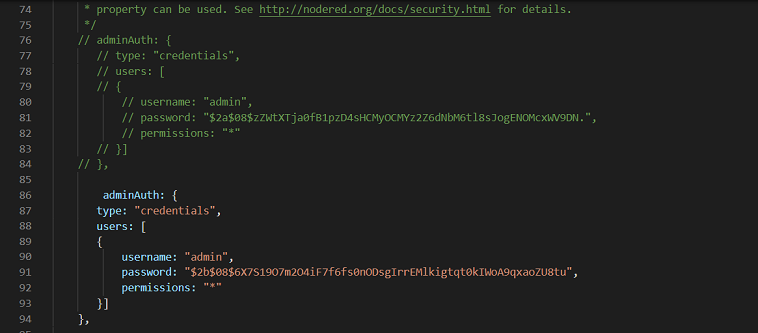 74 * property can be used. See http://nodered.org/docs/security.html for details.
75 */
76 // adminAuth: {
77 // type: "credentials",
78 // users: [
79 // {
80 // username: "admin",
81 // password: "$2a$08$zZWtXTja0fB1pzD4sHCMyOCMYz2Z6dNbM6tl8sJogENOMcxWV9DN.",
82 // permissions: "*"
83 // }]
84 // },
85
86 adminAuth: {
87 type: "credentials",
88 users: [
89 {
90 username: "admin",
91 password: "$2b$08$6X7S19O7m2O4iF7f6fs0nODsgIrrEMlkigtqt0kIWoA9qxaoZU8tu",
92 permissions: "*"
93 }]
94 },